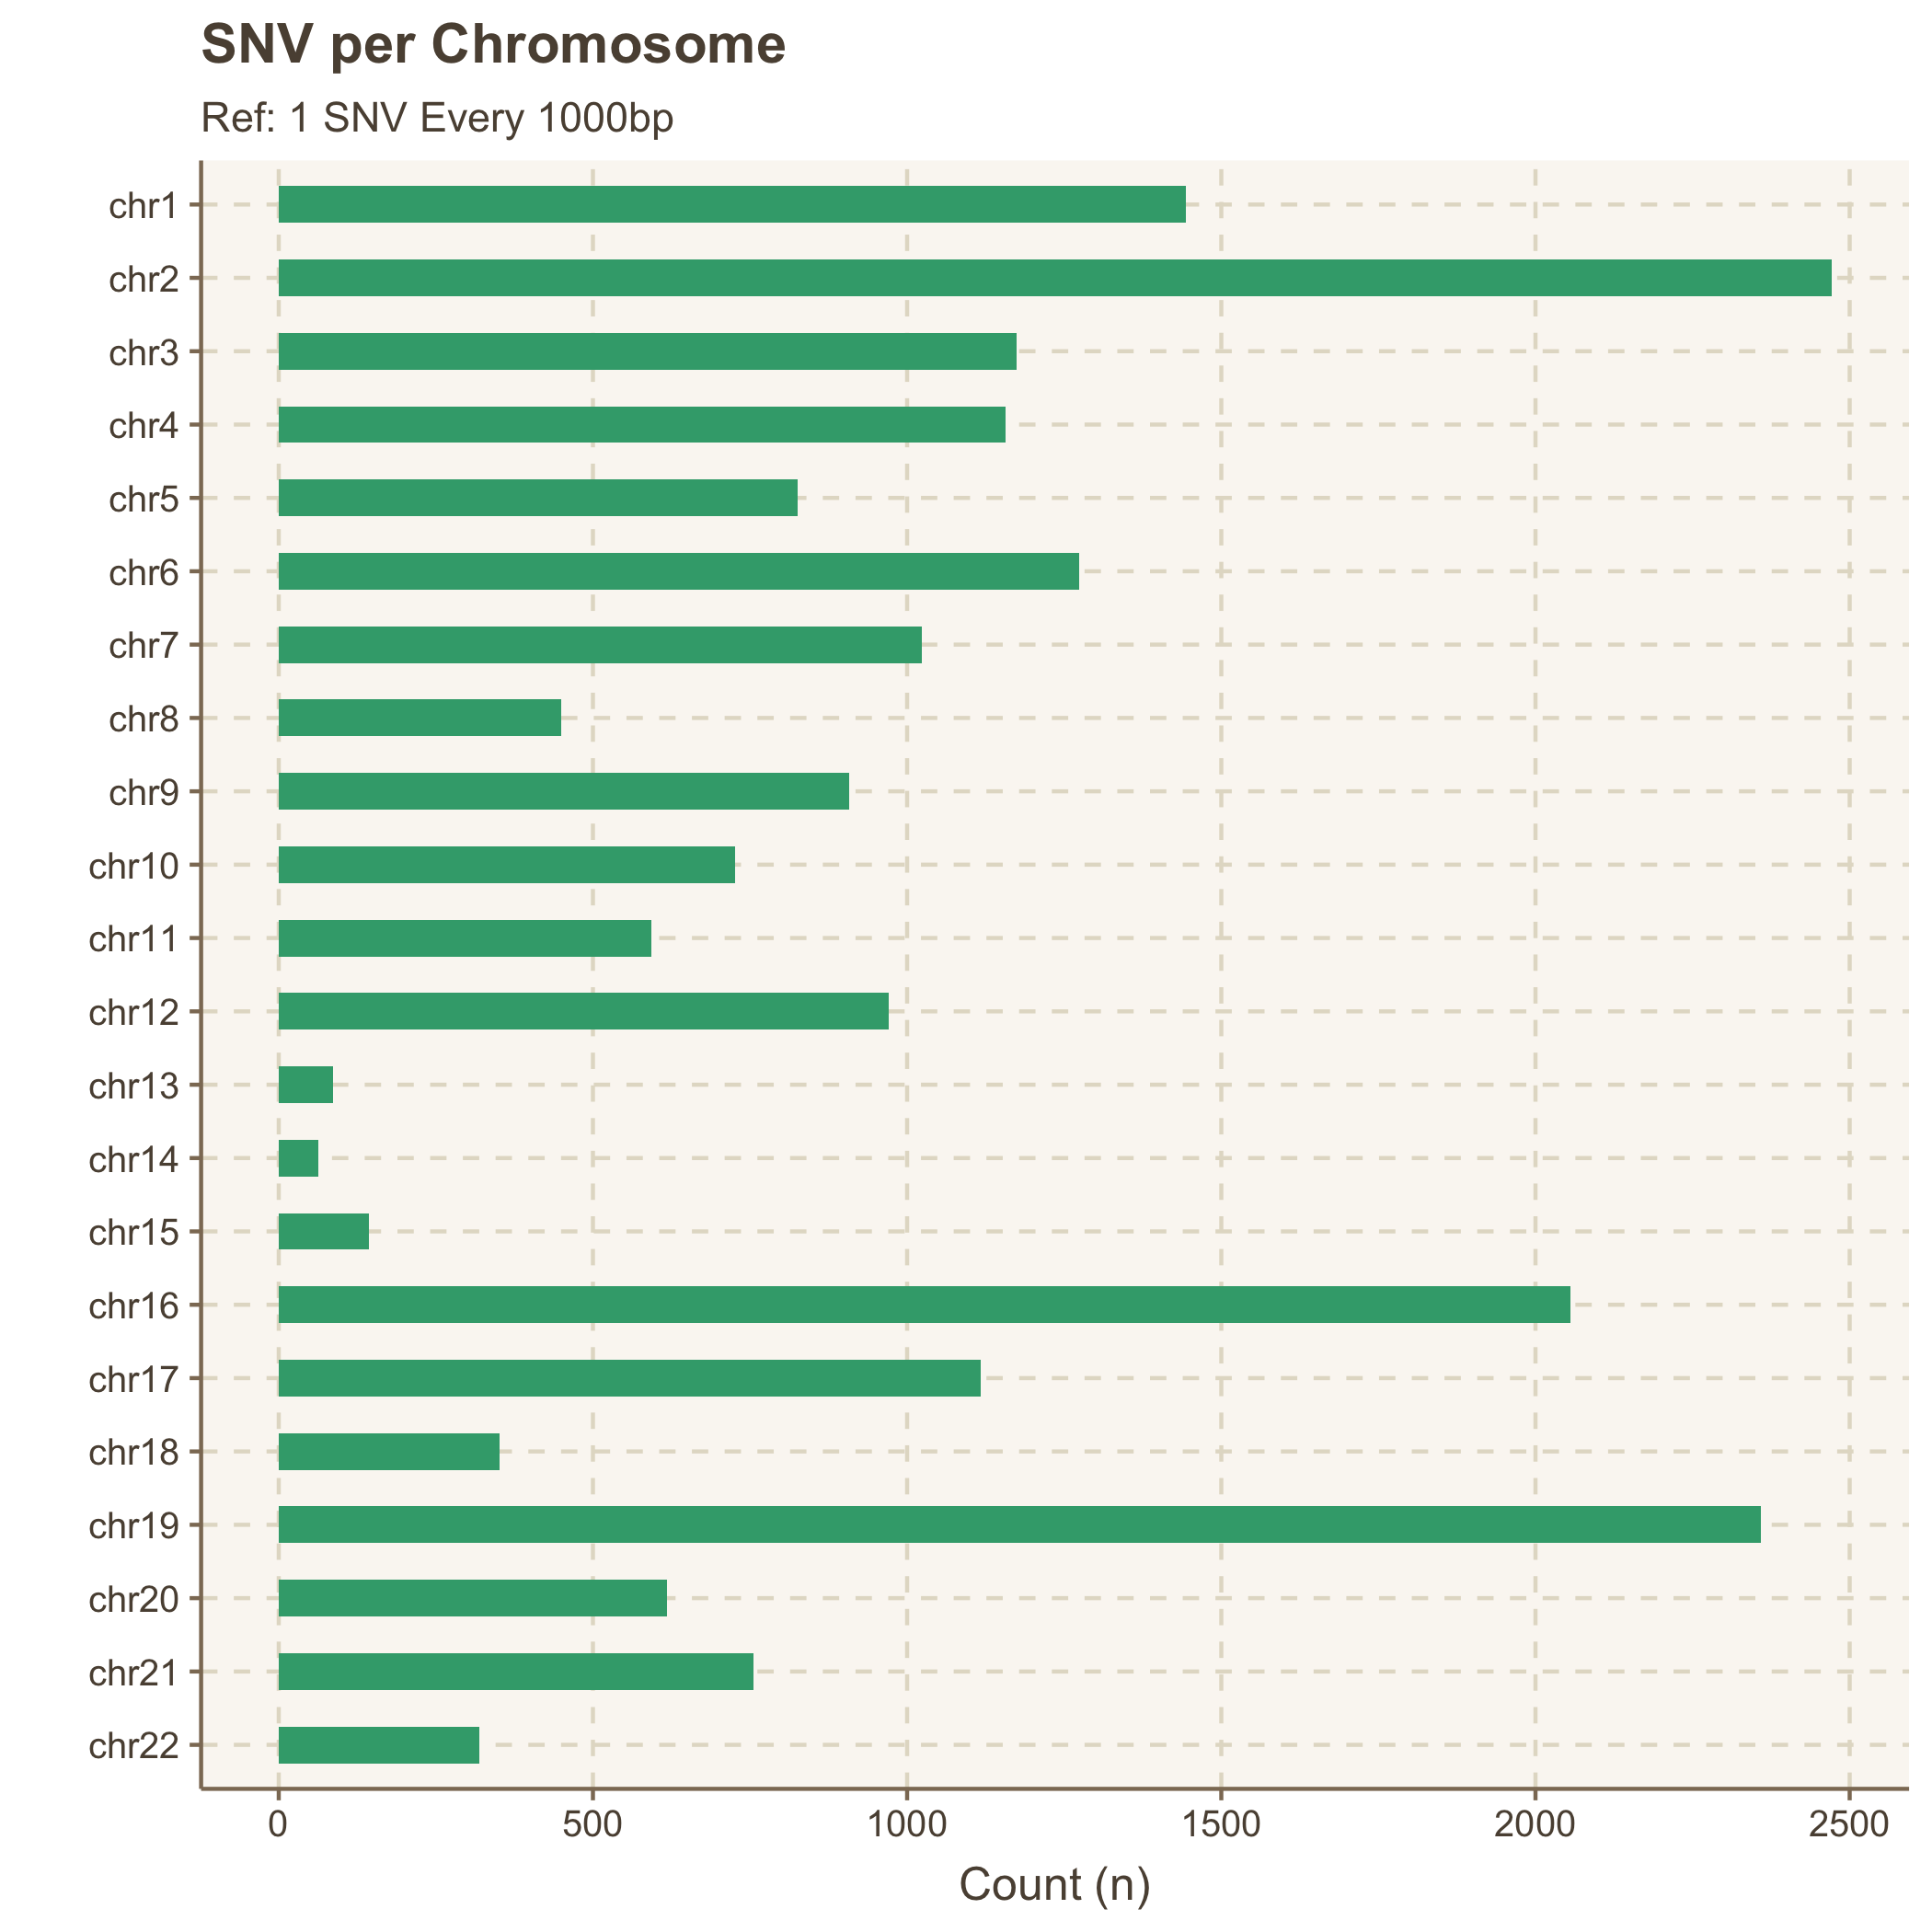 SNV per Chromosome
Ref: 1 SNV Every 1000bp
chr1
chr2
chr3
chr4
chr5
chr6
chr7
chr8
chr9
chr10
chr11
chr12
chr13
chr14
chr15
chr16
chr17
chr18
chr19
chr20
chr21
chr22
0 500 1000 1500 2000 2500
Count (n)